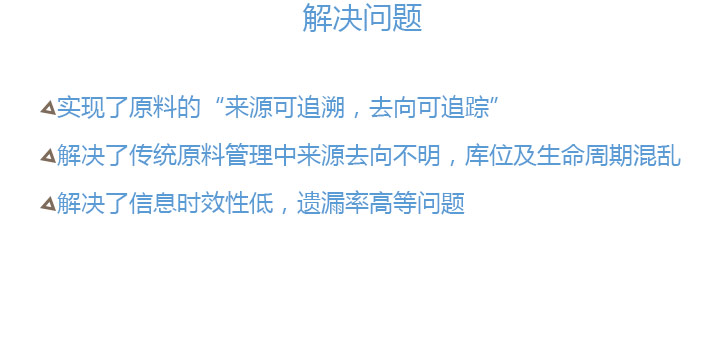 解决问题
实现了原料的“来源可追溯，去向可追踪”
解决了传统原料管理中来源去向不明，库位及生命周期混乱
解决了信息时效性低，遗漏率高等问题